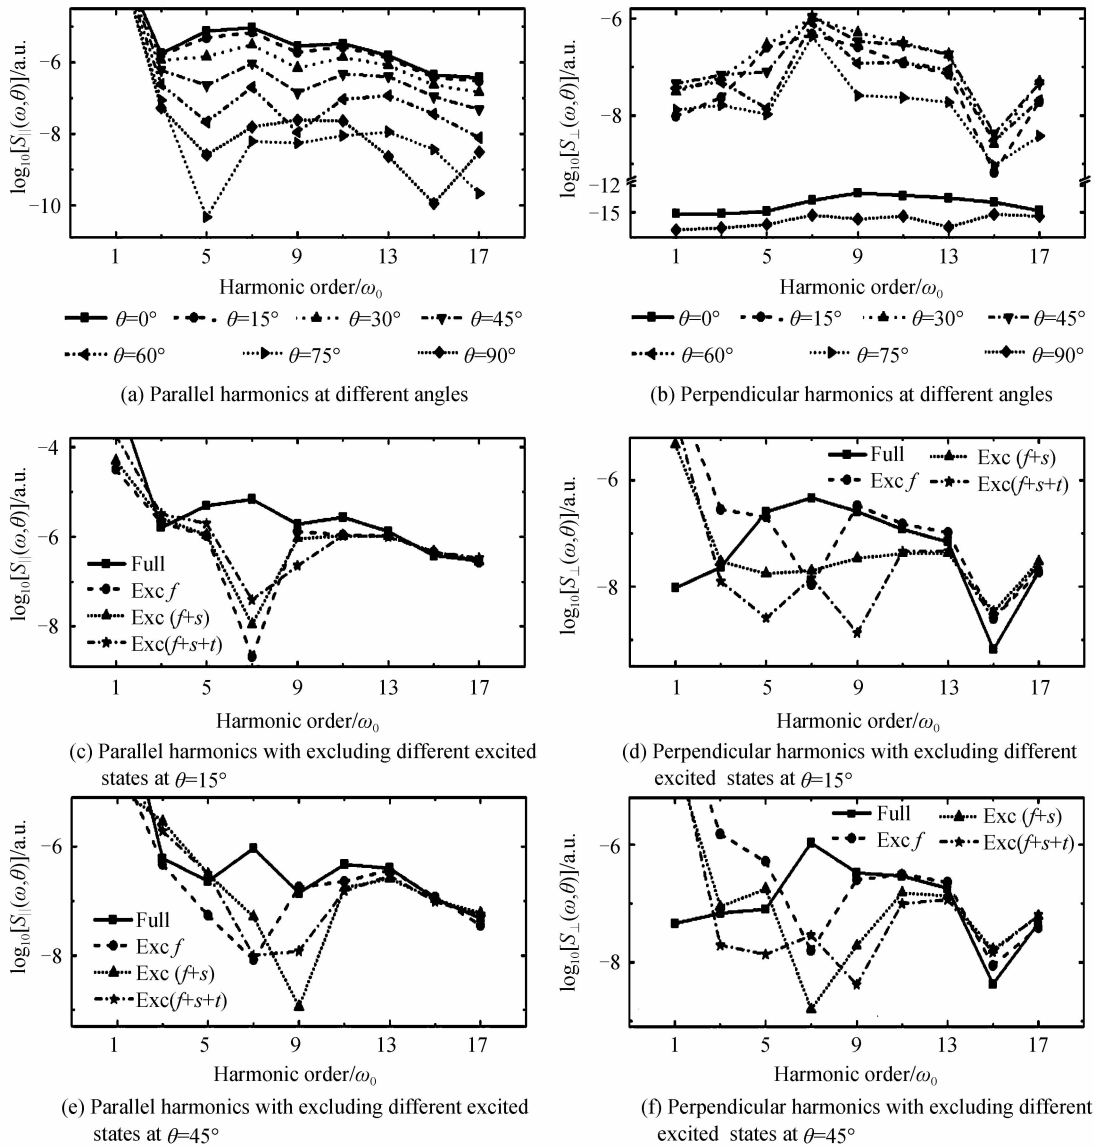 log₁₀[S∥(ω,θ)]/a.u.
−6
−8
−10
1 5 9 13 17
Harmonic order/ω₀
θ=0° θ=15° θ=30° θ=45°
θ=60° θ=75° θ=90°
(a) Parallel harmonics at different angles
log₁₀[S⊥(ω,θ)]/a.u.
−6
−8
−12
−15
1 5 9 13 17
Harmonic order/ω₀
θ=0° θ=15° θ=30° θ=45°
θ=60° θ=75° θ=90°
(b) Perpendicular harmonics at different angles
log₁₀[S∥(ω,θ)]/a.u.
−4
−6
−8
Full
Exc f
Exc (f+s)
Exc(f+s+t)
1 5 9 13 17
Harmonic order/ω₀
(c) Parallel harmonics with excluding different excited
states at θ=15°
log₁₀[S⊥(ω,θ)]/a.u.
−6
−8
Full Exc (f+s)
Exc f Exc(f+s+t)
1 5 9 13 17
Harmonic order/ω₀
(d) Perpendicular harmonics with excluding different
excited states at θ=15°
log₁₀[S∥(ω,θ)]/a.u.
−6
−8
Full
Exc f
Exc (f+s)
Exc(f+s+t)
1 5 9 13 17
Harmonic order/ω₀
(e) Parallel harmonics with excluding different excited
states at θ=45°
log₁₀[S⊥(ω,θ)]/a.u.
−6
−8
Full Exc (f+s)
Exc f Exc(f+s+t)
1 5 9 13 17
Harmonic order/ω₀
(f) Perpendicular harmonics with excluding different
excited states at θ=45°